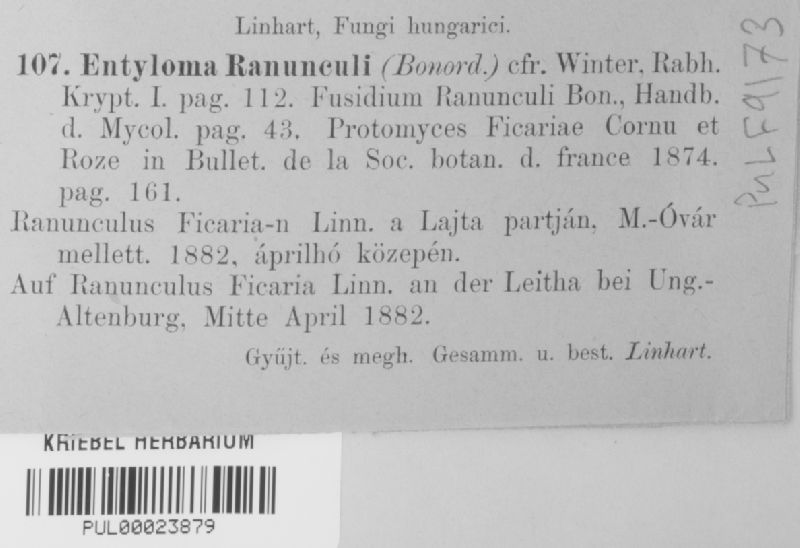 Linhart, Fungi hungarici.
107. Entyloma Ranunculi (Bonord.) cfr. Winter, Rabh.
Krypt. I. pag. 112. Fusidium Ranunculi Bon., Handb.
d. Mycol. pag. 43. Protomyces Ficariae Cornu et
Roze in Bullet. de la Soc. botan. d. france 1874.
pag. 161.
Ranunculus Ficaria-n Linn. a Lajta partján, M.-Óvár
mellett. 1882, áprilhó közepén.
Auf Ranunculus Ficaria Linn. an der Leitha bei Ung.-
Altenburg, Mitte April 1882.
Gyűjt. és megh. Gesamm. u. best. Linhart.
PUL F9173
KRIEBEL HERBARIUM
PUL00023879